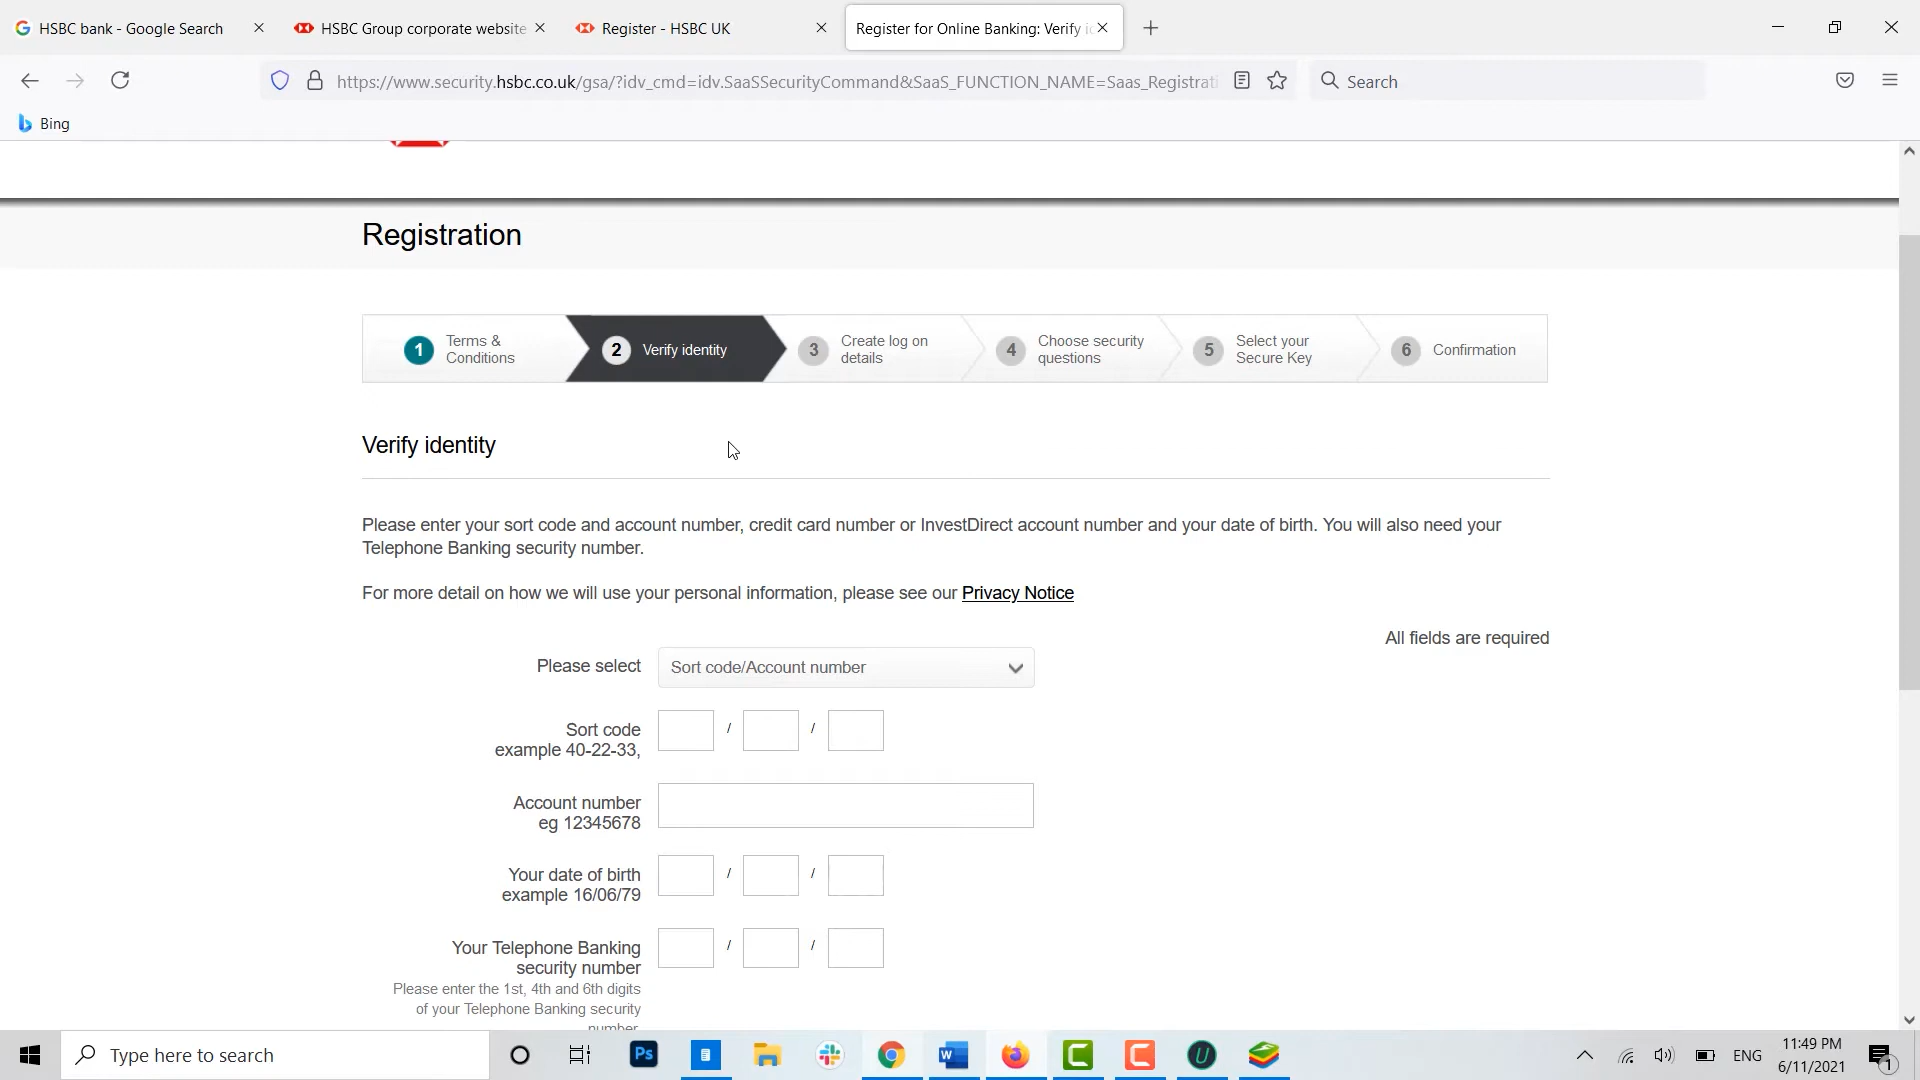 HSBC bank - Google Search
HSBC Group corporate website
Register - HSBC UK
Register for Online Banking: Verify
https://www.security.hsbc.co.uk/gsa/?idv_cmd=idv.SaaSSecurityCommand&SaaS_FUNCTION_NAME=Saas_Registrati
Search
Bing
Registration
1 Terms &
Conditions
2 Verify identity
3 Create log on
details
4 Choose security
questions
5 Select your
Secure Key
6 Confirmation
Verify identity
Please enter your sort code and account number, credit card number or InvestDirect account number and your date of birth. You will also need your
Telephone Banking security number.
For more detail on how we will use your personal information, please see our Privacy Notice
All fields are required
Please select Sort code/Account number
Sort code / /
example 40-22-33,
Account number
eg 12345678
Your date of birth / /
example 16/06/79
Your Telephone Banking / /
security number
Please enter the 1st, 4th and 6th digits
of your Telephone Banking security
number.
Type here to search
Ps
W
ENG
11:49 PM
6/11/2021
1